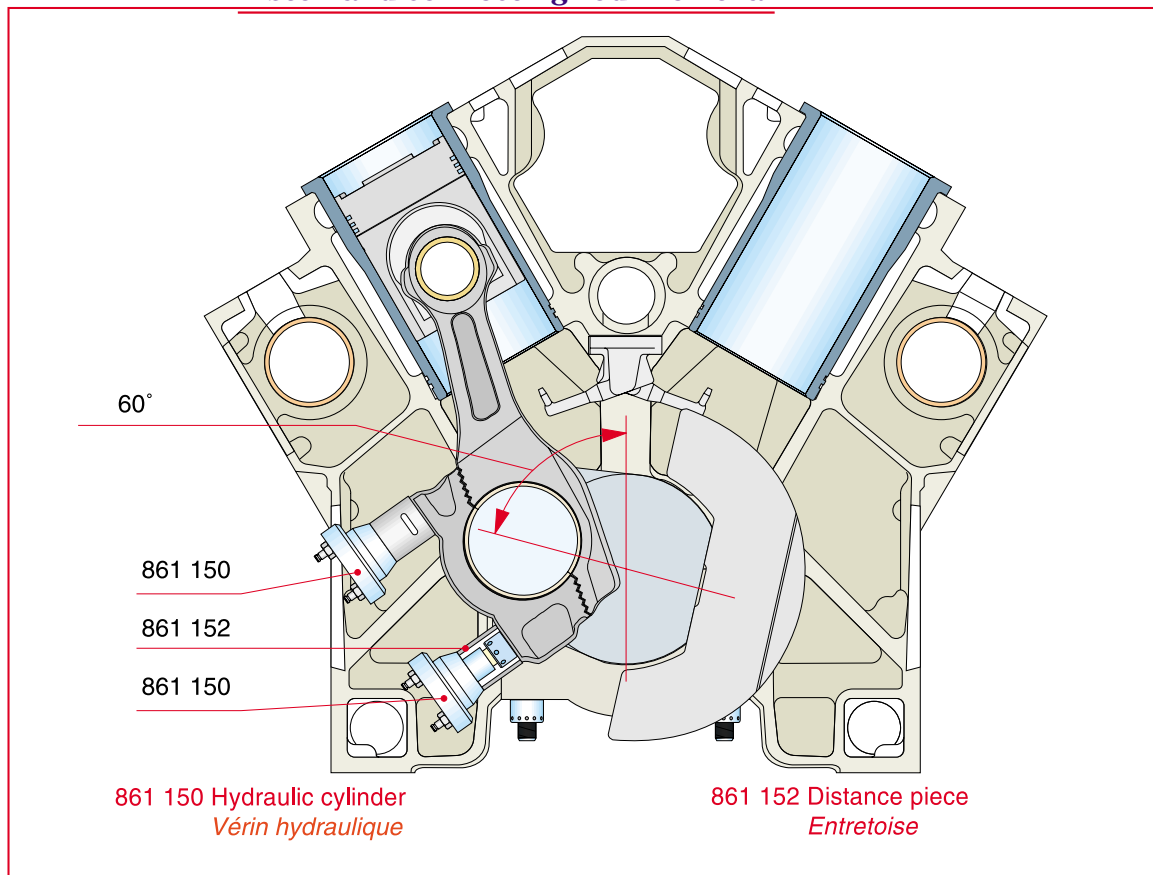 60°
861 150
861 152
861 150
861 150 Hydraulic cylinder
Vérin hydraulique
861 152 Distance piece
Entretoise